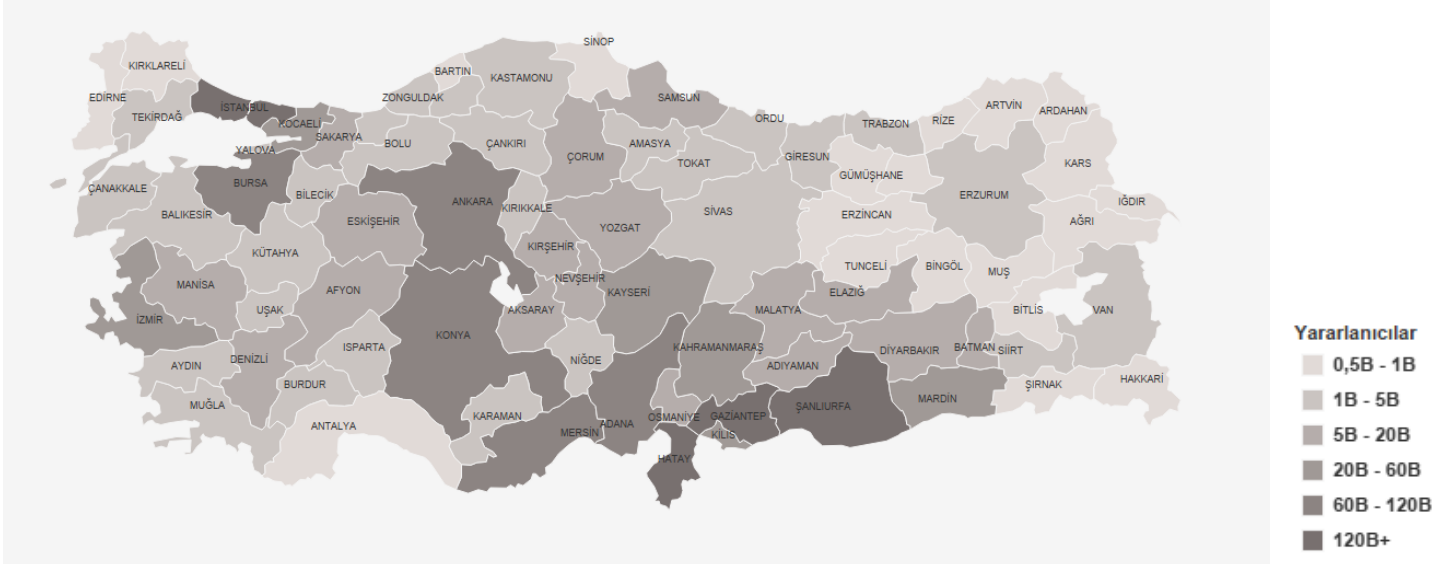 SİNOP
KIRKLARELİ
BARTIN
KASTAMONU
EDİRNE
ZONGULDAK
SAMSUN
İSTANBUL
TEKİRDAĞ
KOCAELİ
SAKARYA
ORDU
TRABZON
RİZE
ARTVİN
ARDAHAN
YALOVA
BOLU
ÇANKIRI
ÇORUM
AMASYA
TOKAT
GİRESUN
GÜMÜŞHANE
KARS
ÇANAKKALE
BURSA
BİLECİK
ANKARA
KIRIKKALE
ERZURUM
IĞDIR
BALIKESİR
ESKİŞEHİR
YOZGAT
SİVAS
ERZİNCAN
AĞRI
KÜTAHYA
KIRŞEHİR
TUNCELİ
BİNGÖL
MUŞ
MANİSA
AFYON
NEVŞEHİR
KAYSERİ
ELAZIĞ
UŞAK
AKSARAY
MALATYA
BİTLİS
VAN
İZMİR
KONYA
ISPARTA
KAHRAMANMARAŞ
DİYARBAKIR
BATMAN
SİİRT
AYDIN
DENİZLİ
NİĞDE
ADIYAMAN
BURDUR
ŞIRNAK
HAKKARİ
MUĞLA
KARAMAN
OSMANİYE
GAZİANTEP
ŞANLIURFA
MARDİN
ANTALYA
MERSİN
ADANA
KİLİS
HATAY
Yararlanıcılar
0,5B - 1B
1B - 5B
5B - 20B
20B - 60B
60B - 120B
120B+